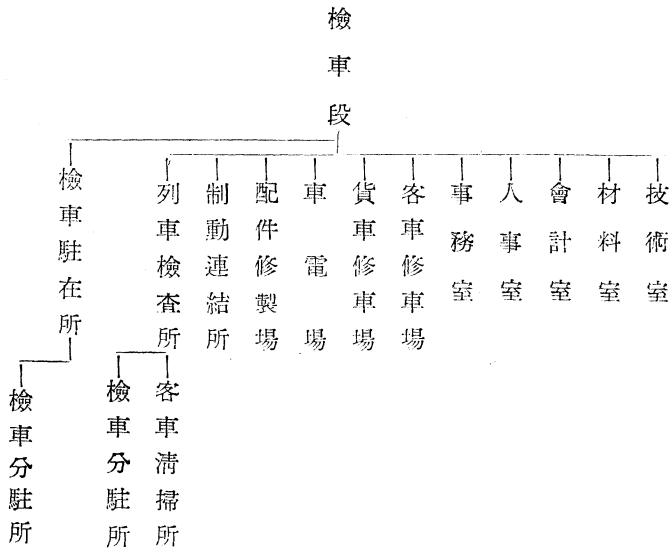 檢車段
技術室
材料室
會計室
人事室
事務室
客車修車場
貨車修車場
車電場
配件修製場
制動連結所
列車檢查所
檢車駐在所
客車淸掃所
檢車分駐所
檢車分駐所